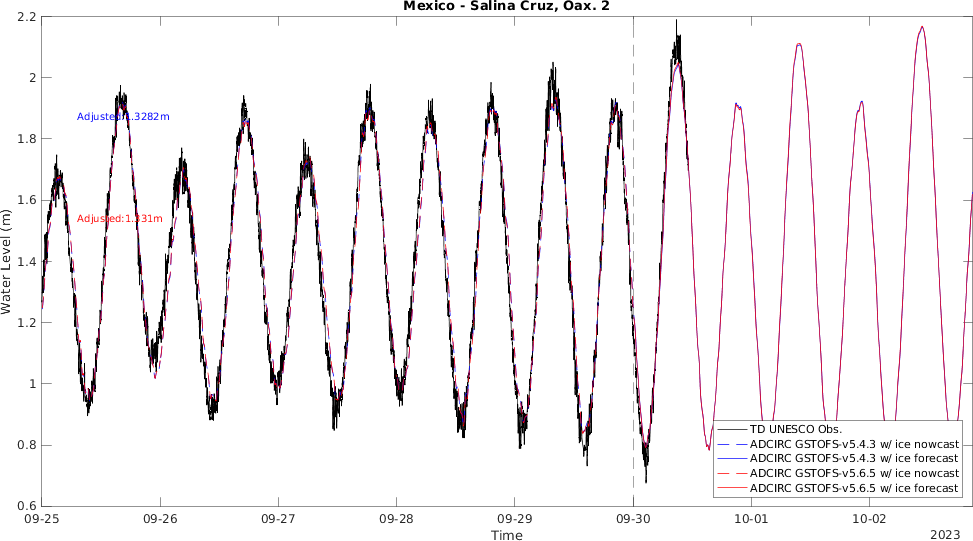 Mexico - Salina Cruz, Oax. 2
2.2
2
1.8
1.6
1.4
1.2
1
0.8
0.6
Water Level (m)
Adjusted:1.3282m
Adjusted:1.331m
TD UNESCO Obs.
ADCIRC GSTOFS-v5.4.3 w/ ice nowcast
ADCIRC GSTOFS-v5.4.3 w/ ice forecast
ADCIRC GSTOFS-v5.6.5 w/ ice nowcast
ADCIRC GSTOFS-v5.6.5 w/ ice forecast
09-25 09-26 09-27 09-28 09-29 09-30 10-01 10-02
Time
2023